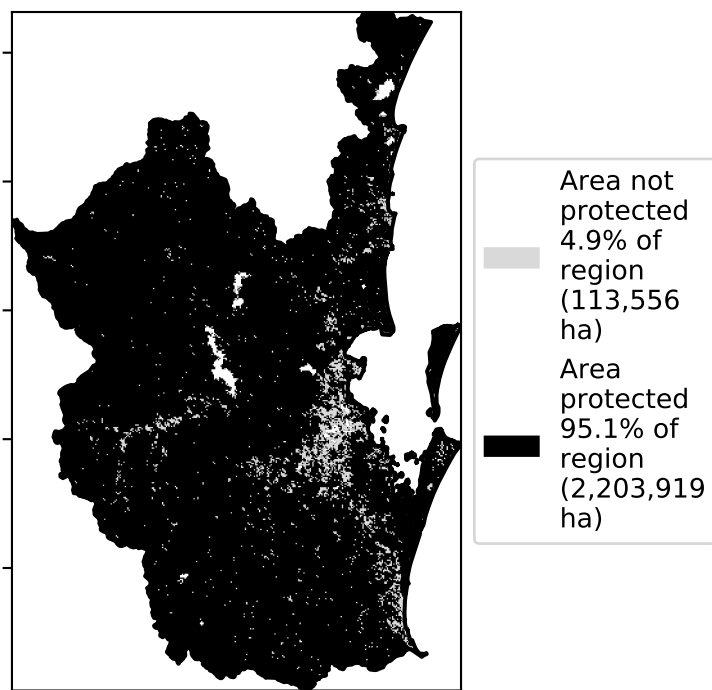 Area not
protected
4.9% of
region
(113,556
ha)
Area
protected
95.1% of
region
(2,203,919
ha)